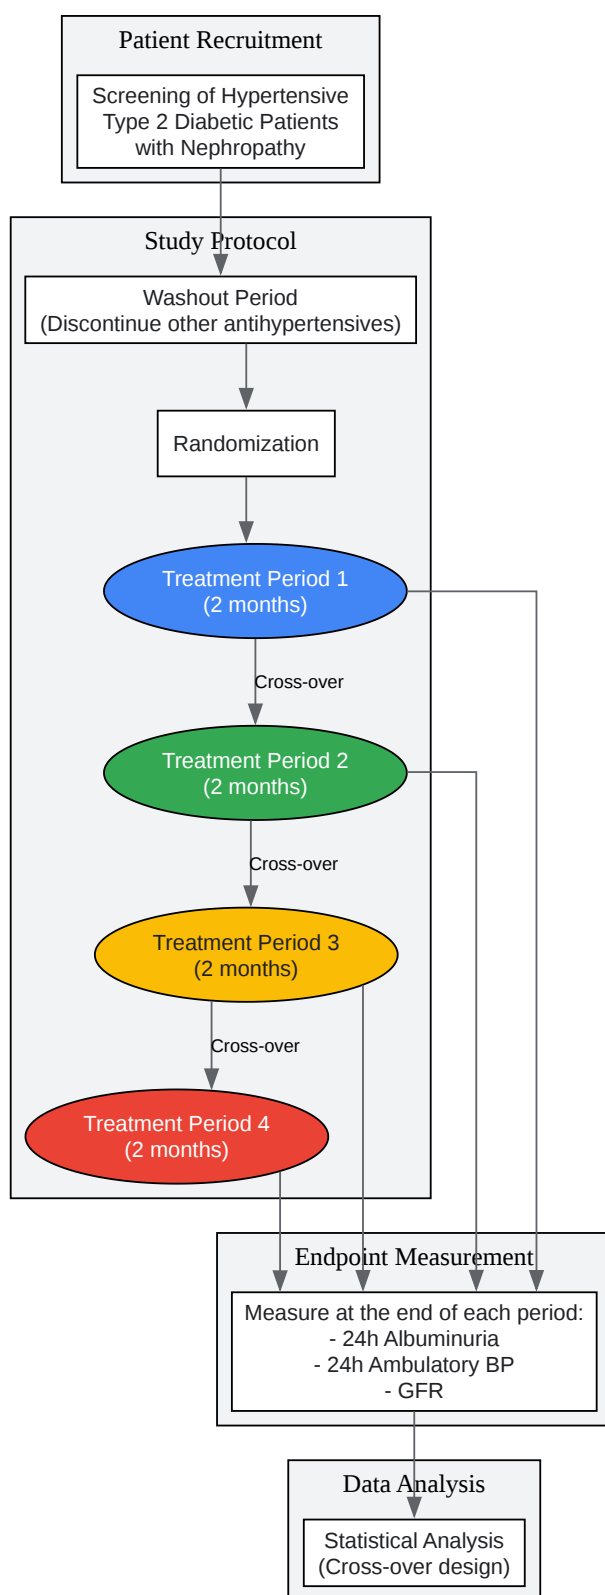 Patient Recruitment
Screening of Hypertensive
Type 2 Diabetic Patients
with Nephropathy
Study Protocol
Washout Period
(Discontinue other antihypertensives)
Randomization
Treatment Period 1
(2 months)
Cross-over
Treatment Period 2
(2 months)
Cross-over
Treatment Period 3
(2 months)
Cross-over
Treatment Period 4
(2 months)
Endpoint Measurement
Measure at the end of each period:
- 24h Albuminuria
- 24h Ambulatory BP
- GFR
Data Analysis
Statistical Analysis
(Cross-over design)